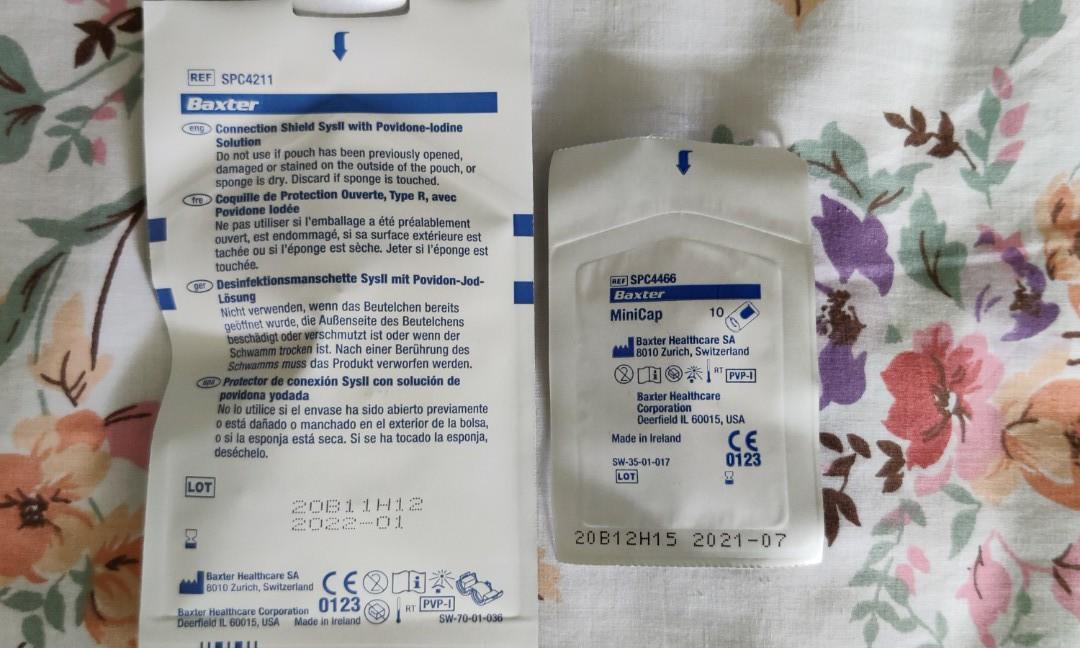 REF SPC4211
Baxter
eng Connection Shield SysII with Povidone-Iodine
Solution
Do not use if pouch has been previously opened,
damaged or stained on the outside of the pouch, or
sponge is dry. Discard if sponge is touched.
fre Coquille de Protection Ouverte, Type R, avec
Povidone Iodée
Ne pas utiliser si l'emballage a été préalablement
ouvert, est endommagé, si sa surface extérieure est
tachée ou si l'éponge est sèche. Jeter si l'éponge est
touchée.
ger Desinfektionsmanschette SysII mit Povidon-Jod-
Lösung
Nicht verwenden, wenn das Beutelchen bereits
geöffnet wurde, die Außenseite des Beutelchens
beschädigt oder verschmutzt ist oder wenn der
Schwamm trocken ist. Nach einer Berührung des
Schwamms muss das Produkt verworfen werden.
spa Protector de conexión SysII con solución de
povidona yodada
No lo utilice si el envase ha sido abierto previamente
o está dañado o manchado en el exterior de la bolsa,
o si la esponja está seca. Si se ha tocado la esponja,
deséchelo.
LOT
20B11H12
2022-01
Baxter Healthcare SA
8010 Zurich, Switzerland
CE
0123
RT
PVP-I
Baxter Healthcare Corporation
Deerfield IL 60015, USA Made in Ireland
SW-70-01-036
REF SPC4466
Baxter
MiniCap 10
Baxter Healthcare SA
8010 Zurich, Switzerland
RT PVP-I
Baxter Healthcare
Corporation
Deerfield IL 60015, USA
Made in Ireland
CE
0123
SW-35-01-017
LOT
20B12H15 2021-07